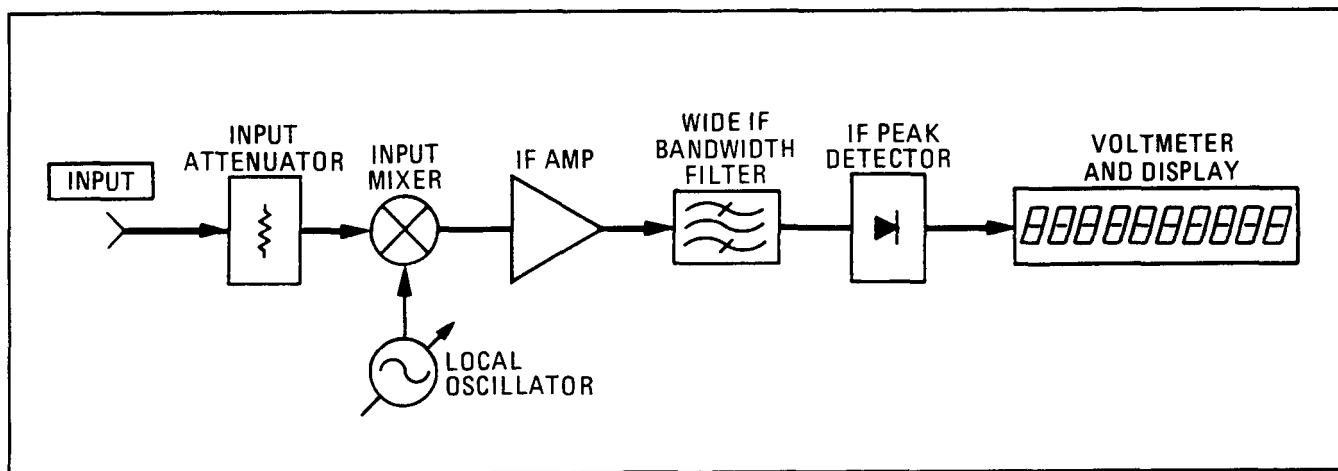 INPUT
INPUT
ATTENUATOR
INPUT
MIXER
LOCAL
OSCILLATOR
IF AMP
WIDE IF
BANDWIDTH
FILTER
IF PEAK
DETECTOR
VOLTMETER
AND DISPLAY
8888888888